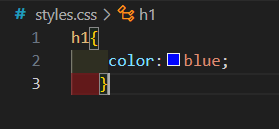 # styles.css > h1
1 h1{
2 color: blue;
3 }